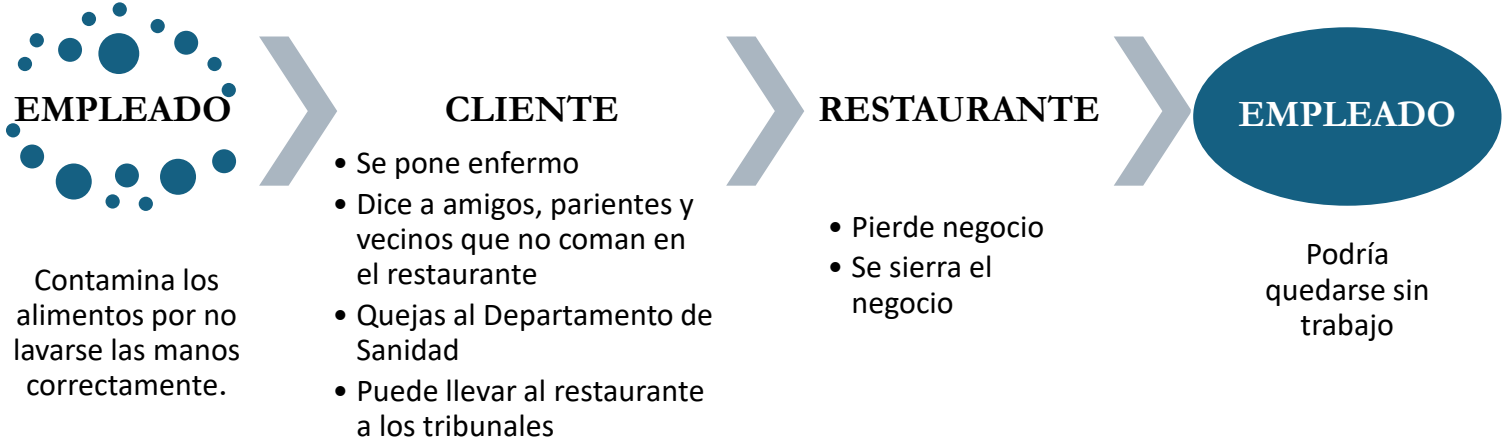 EMPLEADO
Contamina los
alimentos por no
lavarse las manos
correctamente.
CLIENTE
• Se pone enfermo
• Dice a amigos, parientes y
vecinos que no coman en
el restaurante
• Quejas al Departamento de
Sanidad
• Puede llevar al restaurante
a los tribunales
RESTAURANTE
• Pierde negocio
• Se sierra el
negocio
EMPLEADO
Podría
quedarse sin
trabajo